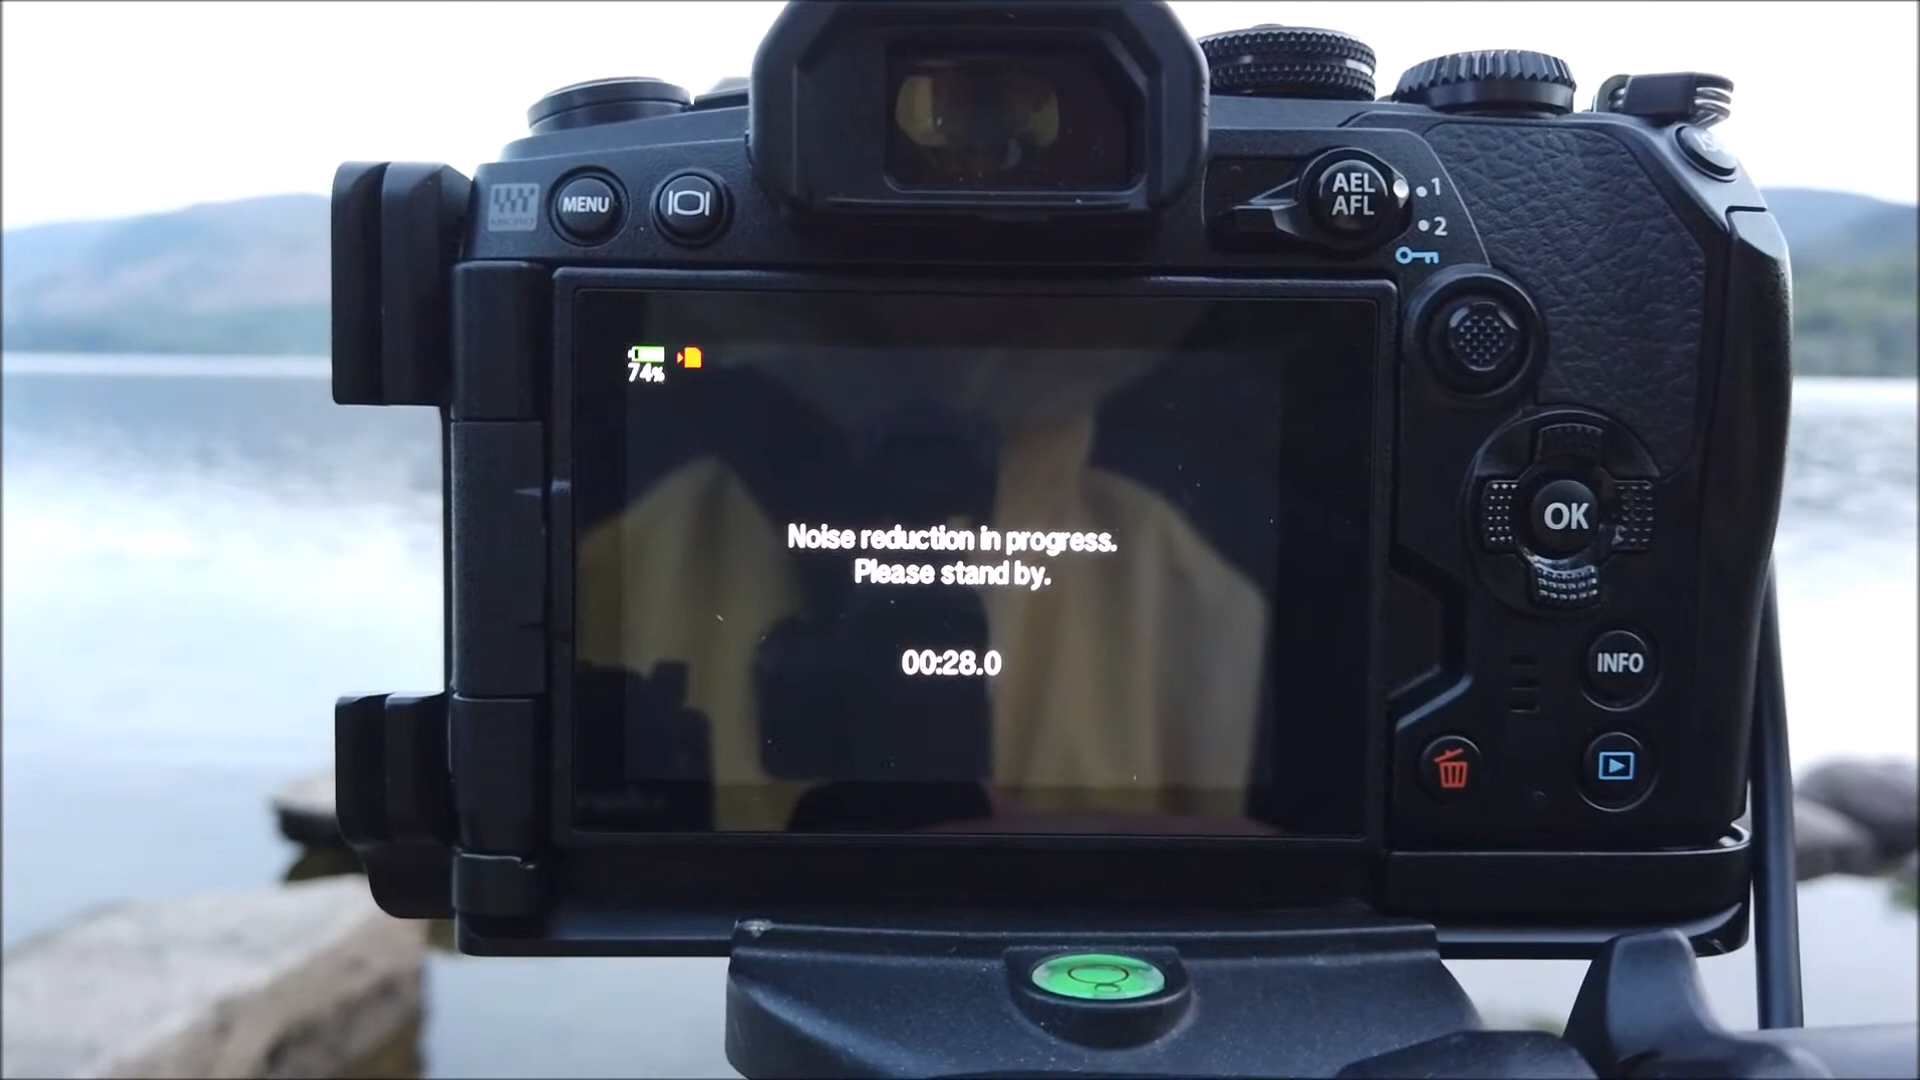 MENU
AEL
AFL
1
2
74%
Noise reduction in progress.
Please stand by.
00:28.0
OK
INFO